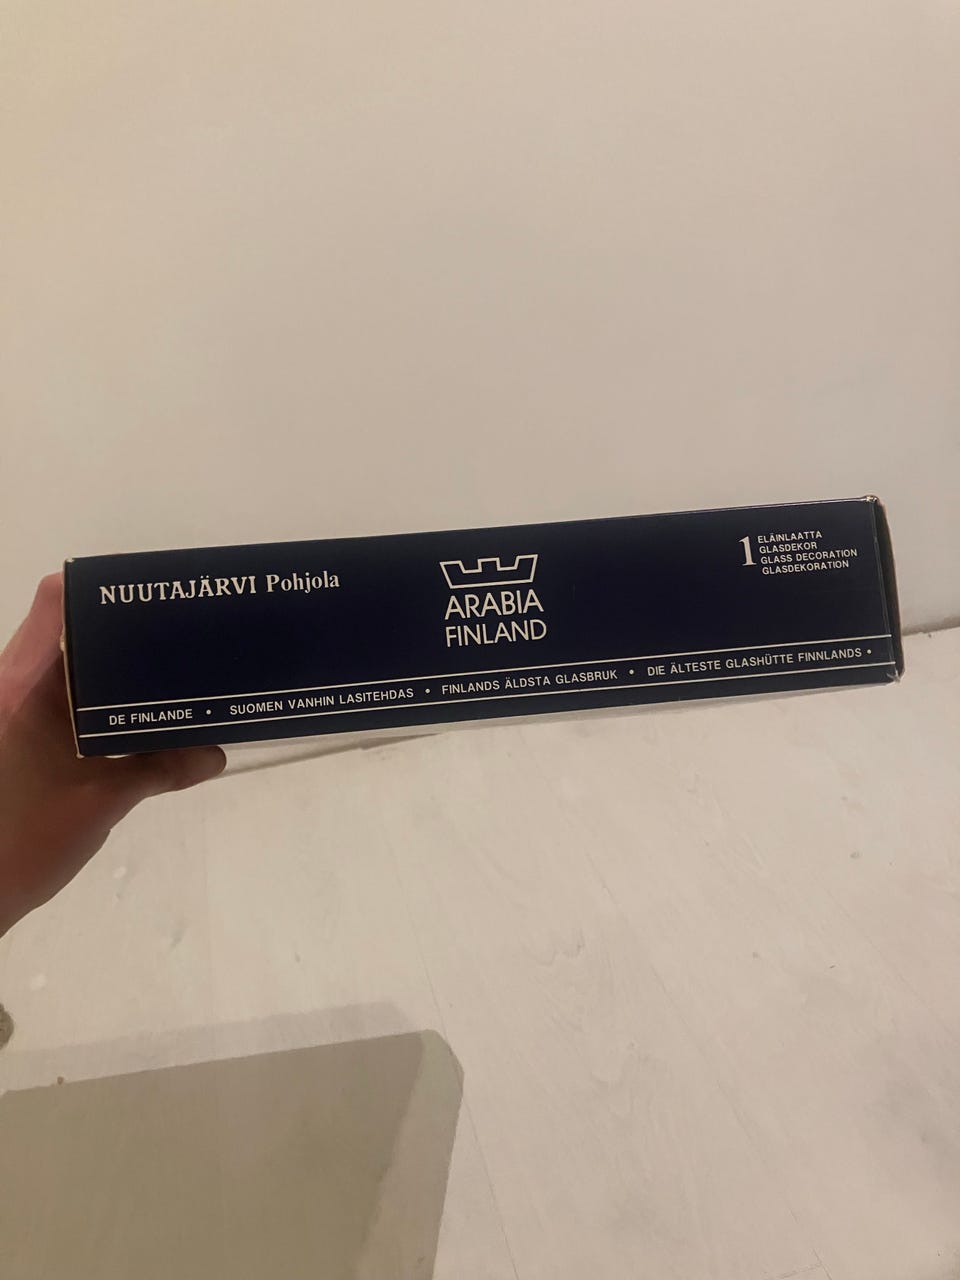 NUUTAJÄRVI Pohjola
ARABIA
FINLAND
1 ELÄINLAATTA
GLASDEKOR
GLASS DECORATION
GLASDEKORATION
DE FINLANDE • SUOMEN VANHIN LASITEHDAS • FINLANDS ÄLDSTA GLASBRUK • DIE ÄLTESTE GLASHÜTTE FINNLANDS •